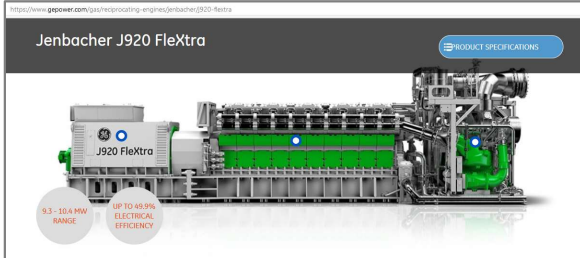 https://www.gepower.com/gas/reciprocating-engines/jenbacher/j920-flextra
Jenbacher J920 FleXtra
PRODUCT SPECIFICATIONS
J920 FleXtra
9.3 - 10.4 MW
RANGE
UP TO 49.9%
ELECTRICAL
EFFICIENCY